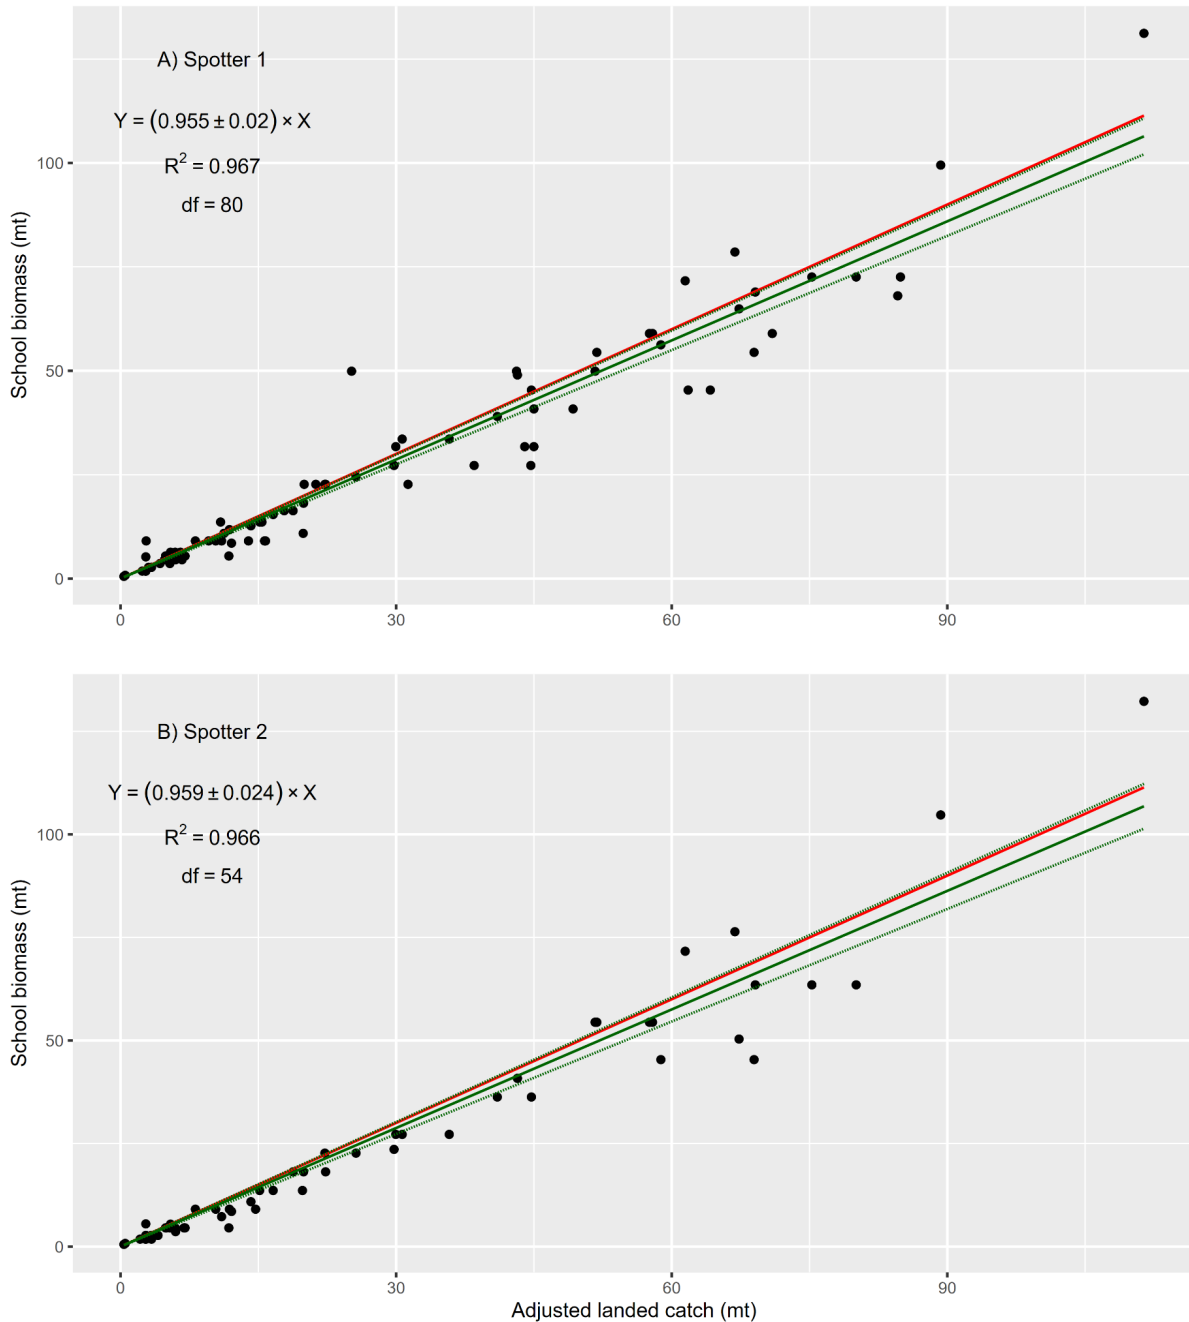 A) Spotter 1
Y = (0.955 ± 0.02) × X
R² = 0.967
df = 80
100
50
0
School biomass (mt)
0 30 60 90
B) Spotter 2
Y = (0.959 ± 0.024) × X
R² = 0.966
df = 54
100
50
0
School biomass (mt)
0 30 60 90
Adjusted landed catch (mt)